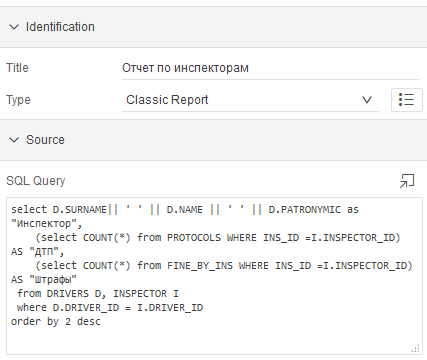 Identification
Title Отчет по инспекторам
Type Classic Report
Source
SQL Query
select D.SURNAME|| ' ' || D.NAME || ' ' || D.PATRONYMIC as
"Инспектор",
(select COUNT(*) from PROTOCOLS WHERE INS_ID =I.INSPECTOR_ID)
AS "ДТП",
(select COUNT(*) from FINE_BY_INS WHERE INS_ID =I.INSPECTOR_ID)
AS "Штрафы"
from DRIVERS D, INSPECTOR I
where D.DRIVER_ID = I.DRIVER_ID
order by 2 desc